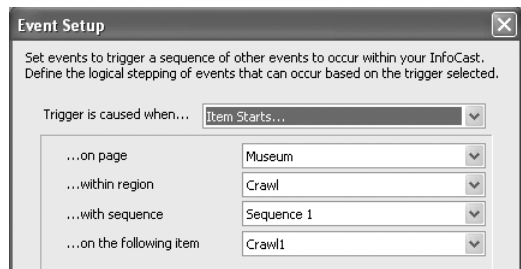 Event Setup
Set events to trigger a sequence of other events to occur within your InfoCast.
Define the logical stepping of events that can occur based on the trigger selected.
Trigger is caused when... Item Starts...
...on page Museum
...within region Crawl
...with sequence Sequence 1
...on the following item Crawl1